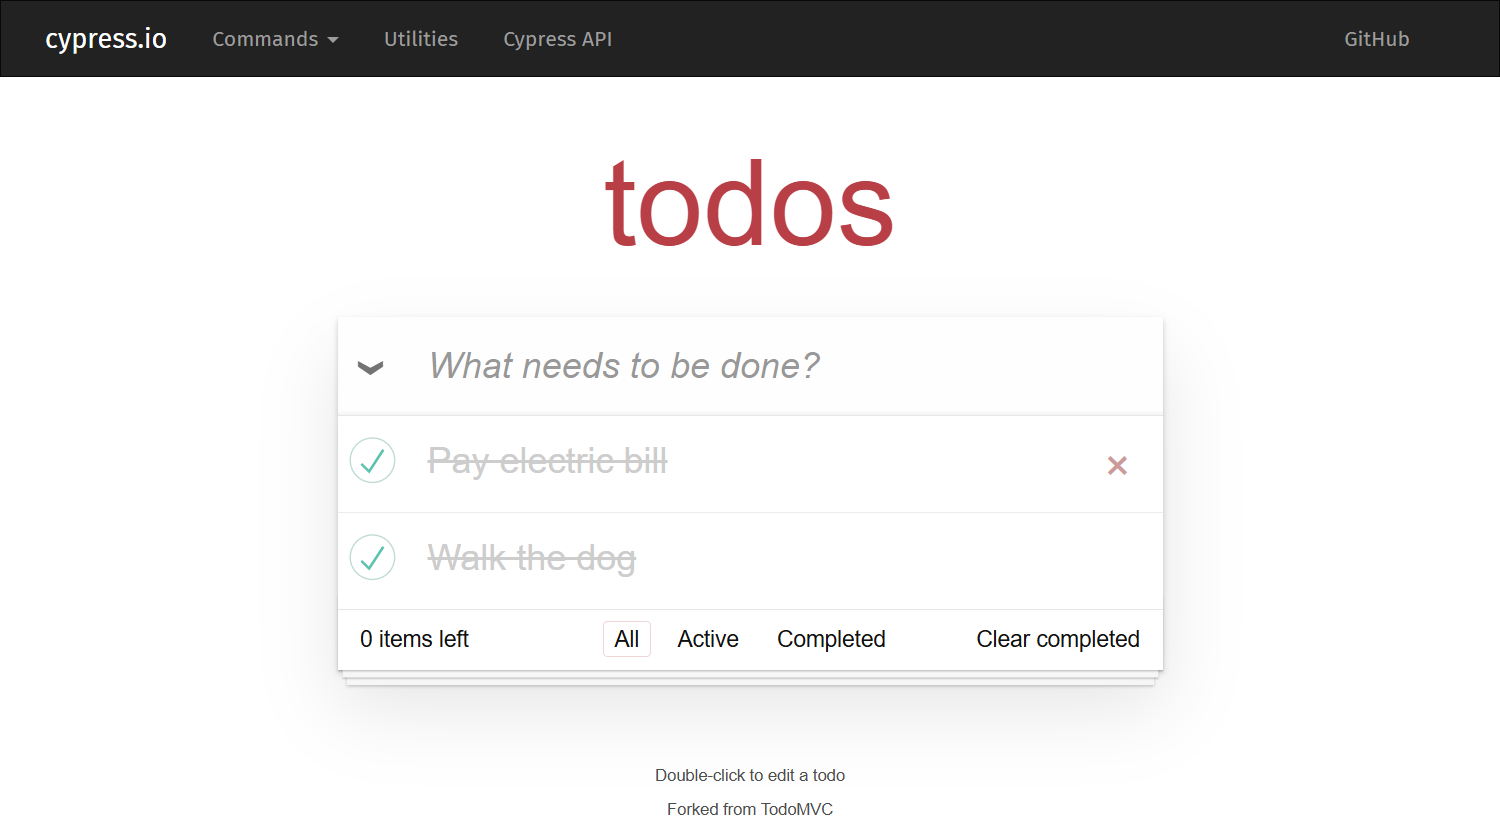 cypress.io Commands Utilities Cypress API GitHub
todos
What needs to be done?
Pay electric bill
Walk the dog
0 items left All Active Completed Clear completed
Double-click to edit a todo
Forked from TodoMVC